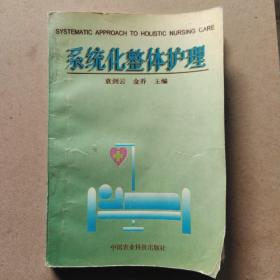 SYSTEMATIC APPROACH TO HOLISTIC NURSING CARE
系统化整体护理
袁剑云 金乔 主编
中国农业科技出版社